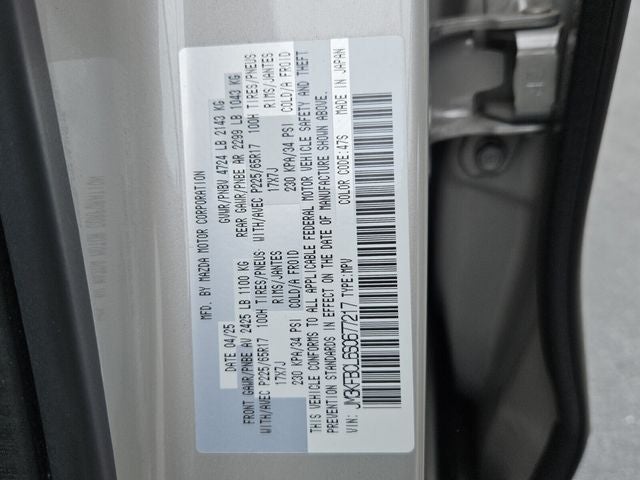 MFD. BY MAZDA MOTOR CORPORATION
DATE 04/25 GVWR/PNBV 4724 LB 2143 KG
FRONT GAWR/PNBE AV 2425 LB 1100 KG REAR GAWR/PNBE AR 2299 LB 1043 KG
WITH/AVEC P225/65R17 100H TIRES/PNEUS WITH/AVEC P225/65R17 100H TIRES/PNEUS
17X7J RIMS/JANTES 17X7J RIMS/JANTES
230 KPA/34 PSI COLD/A FROID 230 KPA/34 PSI COLD/A FROID
THIS VEHICLE CONFORMS TO ALL APPLICABLE FEDERAL MOTOR VEHICLE SAFETY AND THEFT
PREVENTION STANDARDS IN EFFECT ON THE DATE OF MANUFACTURE SHOWN ABOVE.
VIN: JM3KFBCL6S0677217 TYPE:MPV COLOR CODE:47S MADE IN JAPAN